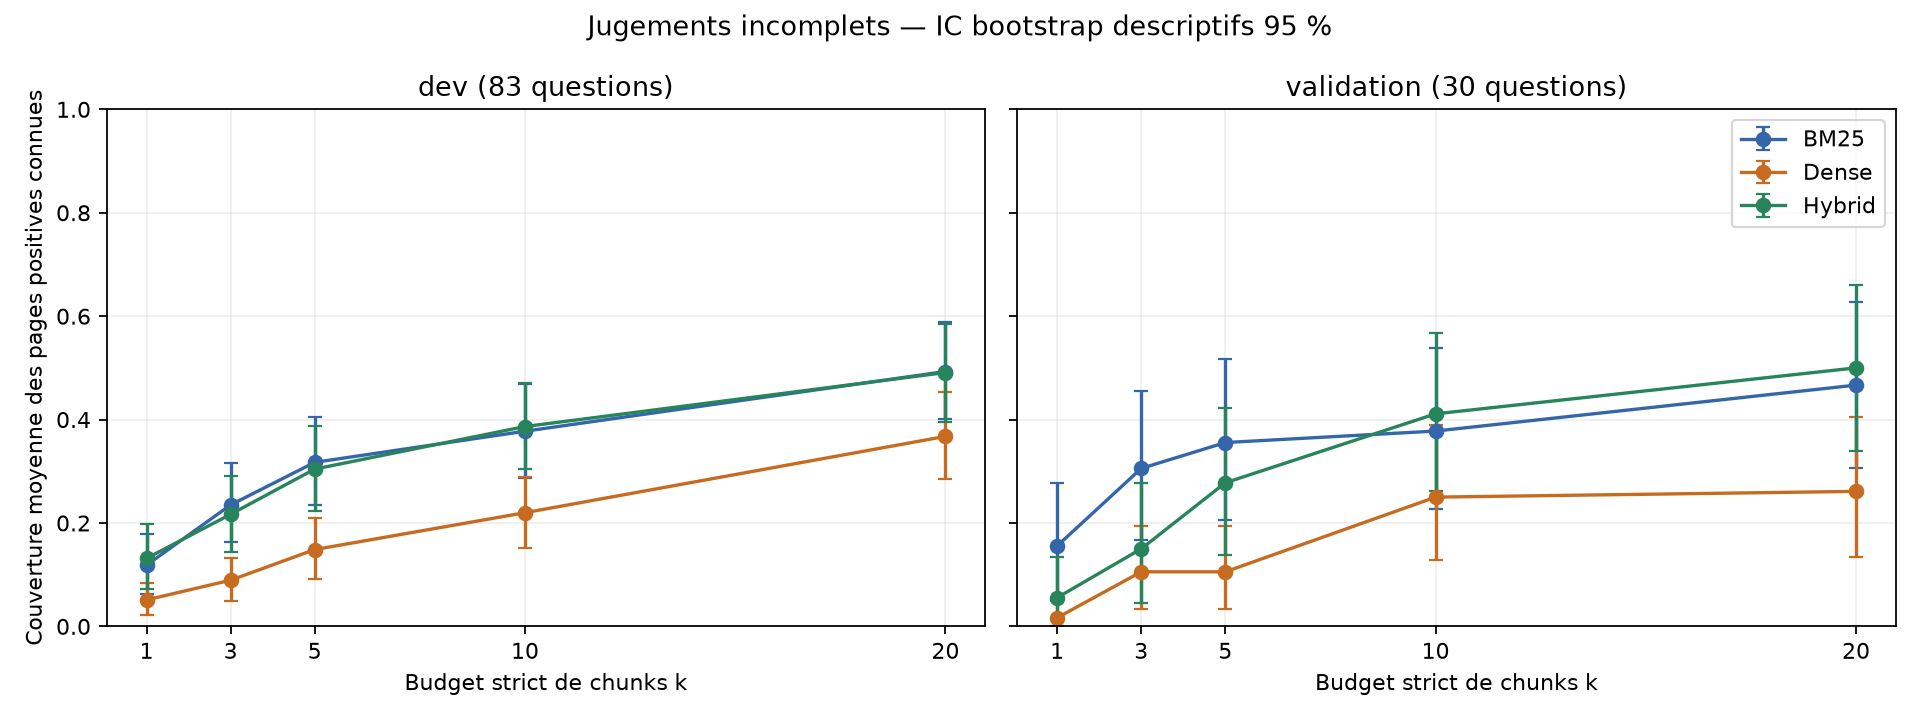 Jugements incomplets — IC bootstrap descriptifs 95 %
dev (83 questions)
validation (30 questions)
Couverture moyenne des pages positives connues
1.0
0.8
0.6
0.4
0.2
0.0
1 3 5 10 20
Budget strict de chunks k
BM25
Dense
Hybrid
1 3 5 10 20
Budget strict de chunks k